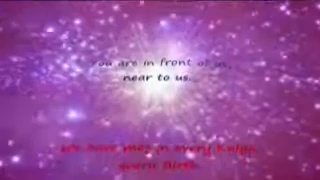 You are in front of us,
near to us..
We have met in every Kalpa
every Birth